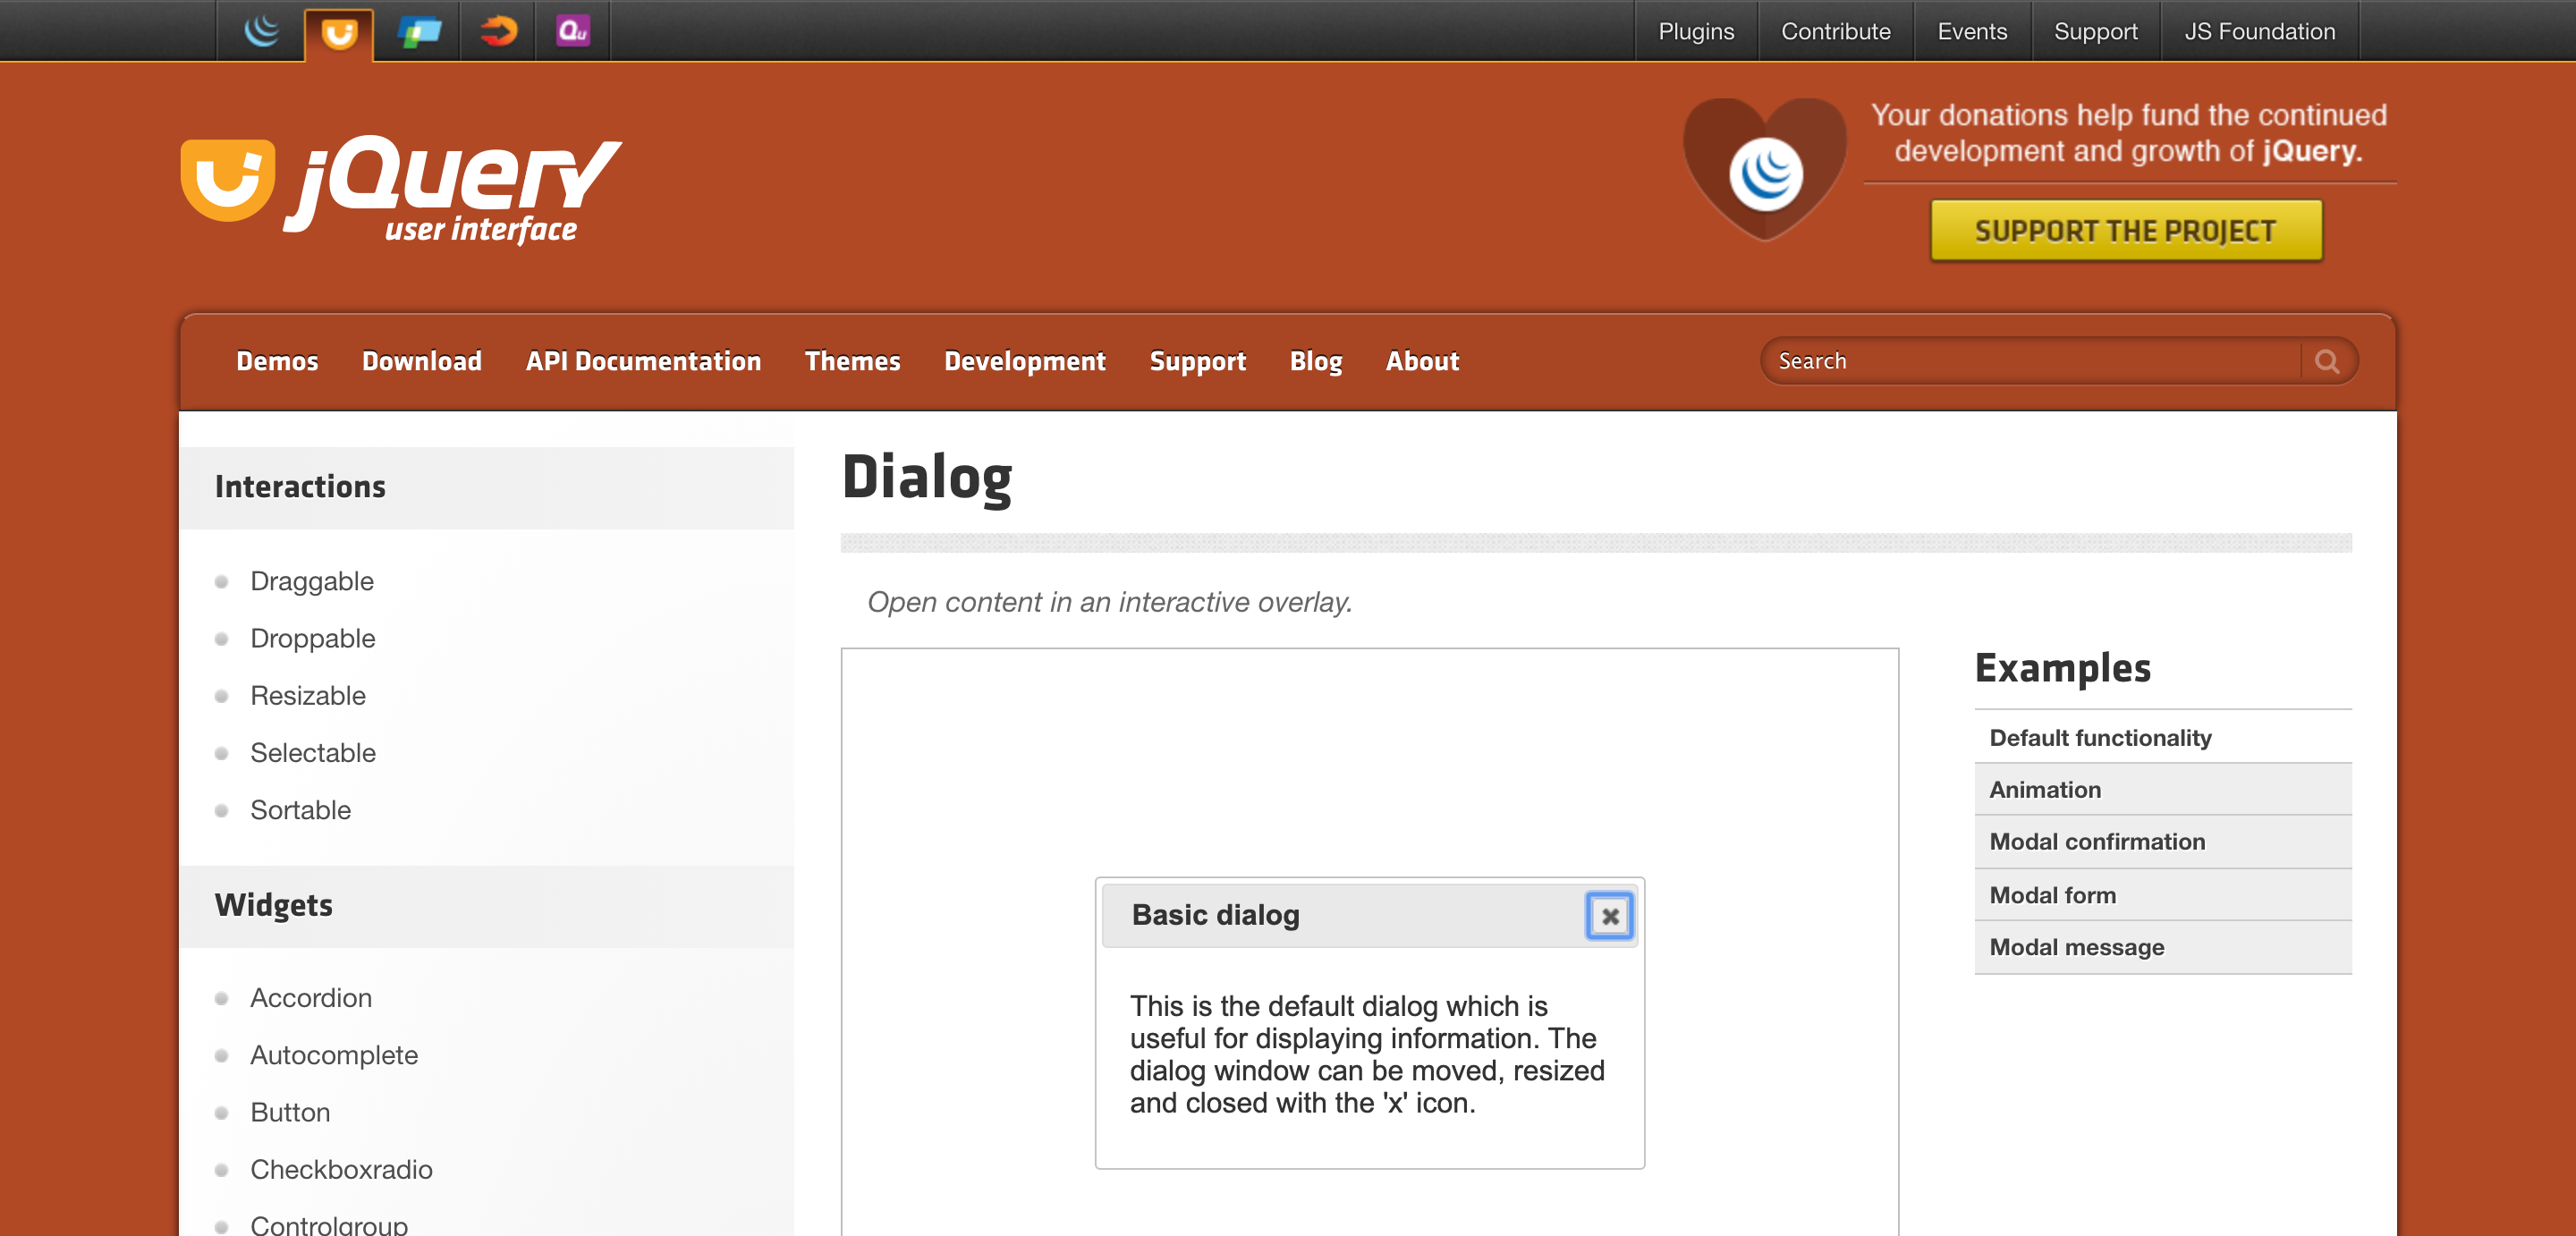 Qu
Plugins Contribute Events Support JS Foundation
jQuery
user interface
Your donations help fund the continued
development and growth of jQuery.
SUPPORT THE PROJECT
Demos Download API Documentation Themes Development Support Blog About
Search
Interactions
Draggable
Droppable
Resizable
Selectable
Sortable
Widgets
Accordion
Autocomplete
Button
Checkboxradio
Controlgroup
Dialog
Open content in an interactive overlay.
Basic dialog
This is the default dialog which is
useful for displaying information. The
dialog window can be moved, resized
and closed with the 'x' icon.
Examples
Default functionality
Animation
Modal confirmation
Modal form
Modal message